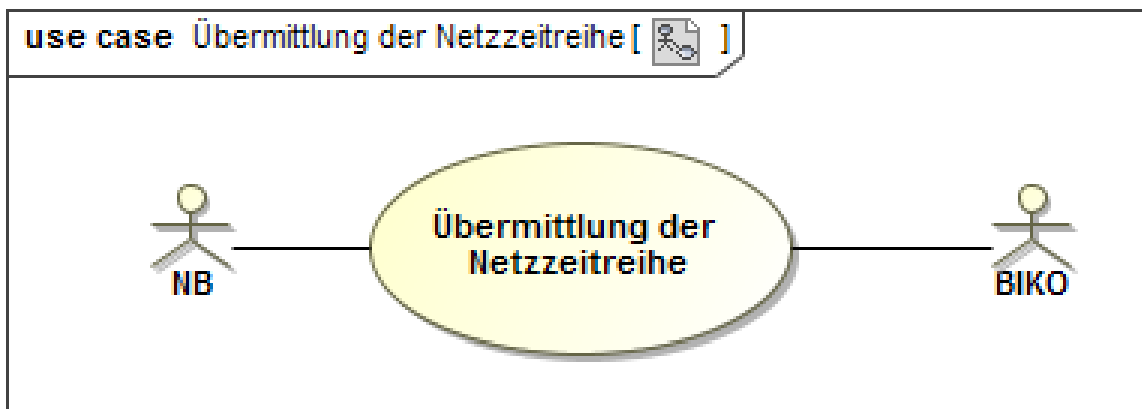 use case Übermittlung der Netzzeitreihe [ ]
Übermittlung der
Netzzeitreihe
NB
BIKO